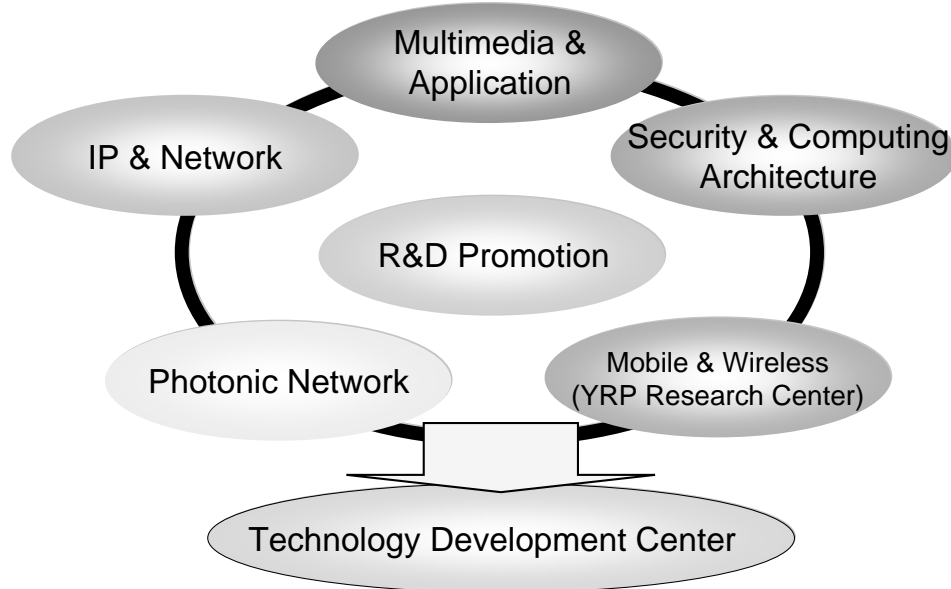 Multimedia &
Application
IP & Network
Security & Computing
Architecture
R&D Promotion
Photonic Network
Mobile & Wireless
(YRP Research Center)
Technology Development Center